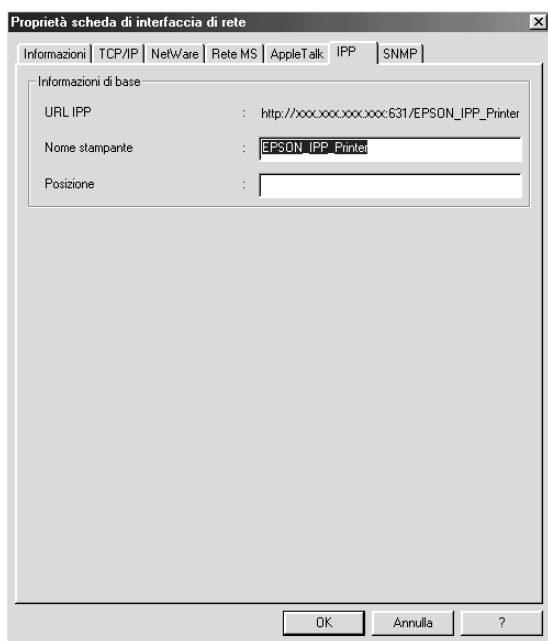 Proprietà scheda di interfaccia di rete
Informazioni TCP/IP NetWare Rete MS AppleTalk IPP SNMP
Informazioni di base
URL IPP : http://xxx.xxx.xxx.xxx:631/EPSON_IPP_Printer
Nome stampante : EPSON_IPP_Printer
Posizione :
OK Annulla ?